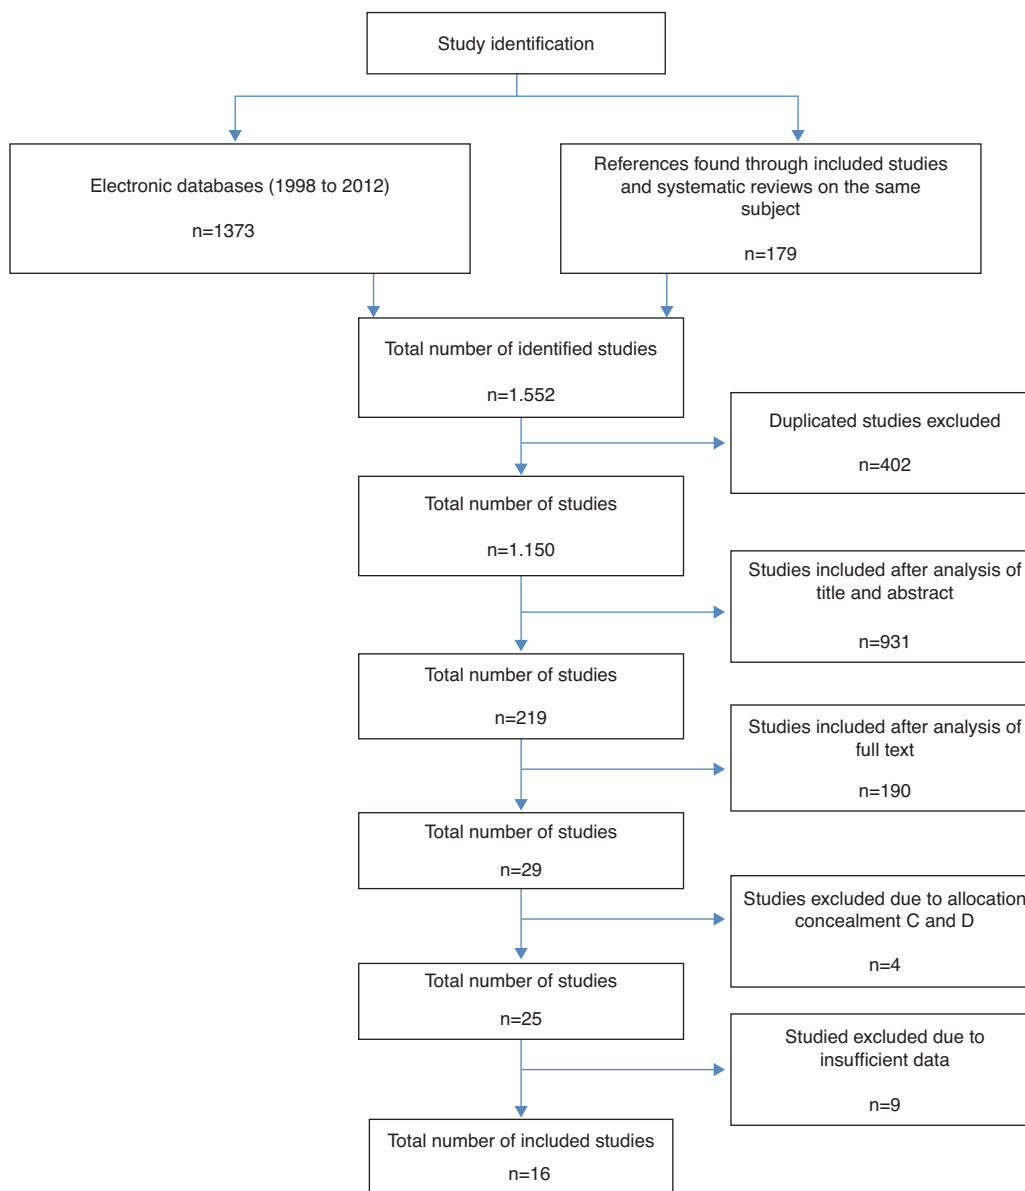 Study identification
Electronic databases (1998 to 2012)
n=1373
References found through included studies
and systematic reviews on the same
subject
n=179
Total number of identified studies
n=1.552
Duplicated studies excluded
n=402
Total number of studies
n=1.150
Studies included after analysis of
title and abstract
n=931
Total number of studies
n=219
Studies included after analysis of
full text
n=190
Total number of studies
n=29
Studies excluded due to allocation
concealment C and D
n=4
Total number of studies
n=25
Studied excluded due to
insufficient data
n=9
Total number of included studies
n=16